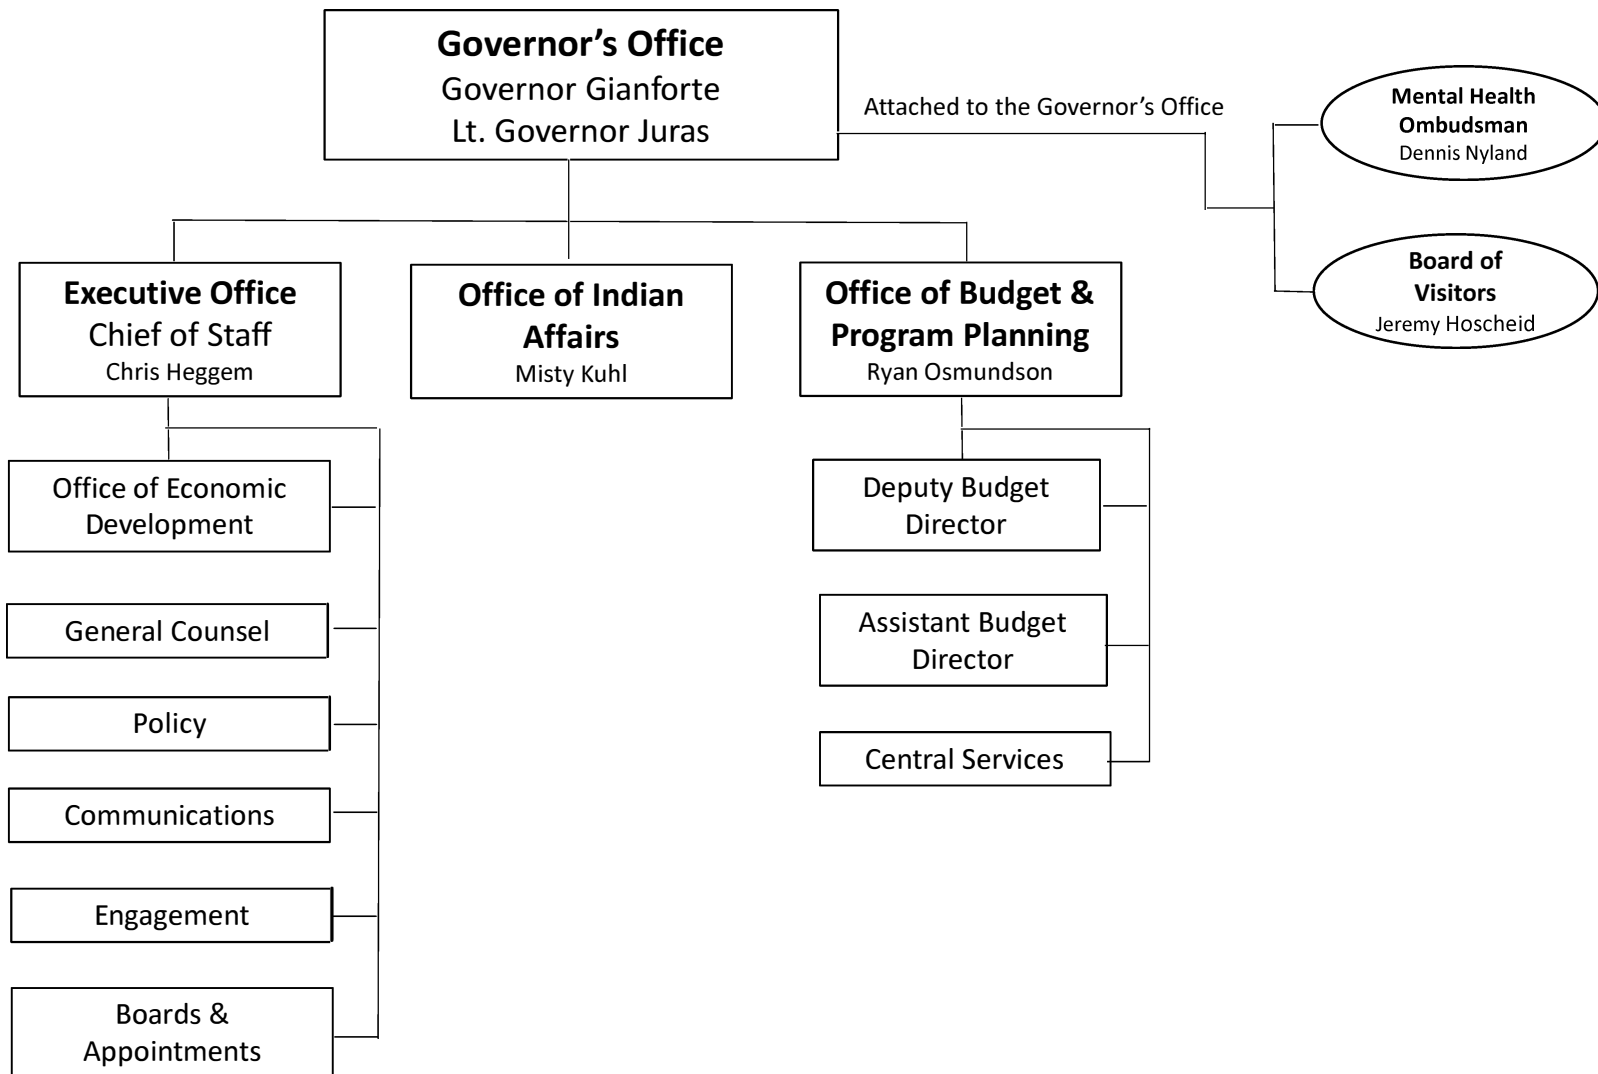 Governor’s Office
Governor Gianforte
Lt. Governor Juras
Attached to the Governor’s Office
Mental Health
Ombudsman
Dennis Nyland
Board of
Visitors
Jeremy Hoscheid
Executive Office
Chief of Staff
Chris Heggem
Office of Indian
Affairs
Misty Kuhl
Office of Budget &
Program Planning
Ryan Osmundson
Office of Economic
Development
General Counsel
Policy
Communications
Engagement
Boards &
Appointments
Deputy Budget
Director
Assistant Budget
Director
Central Services